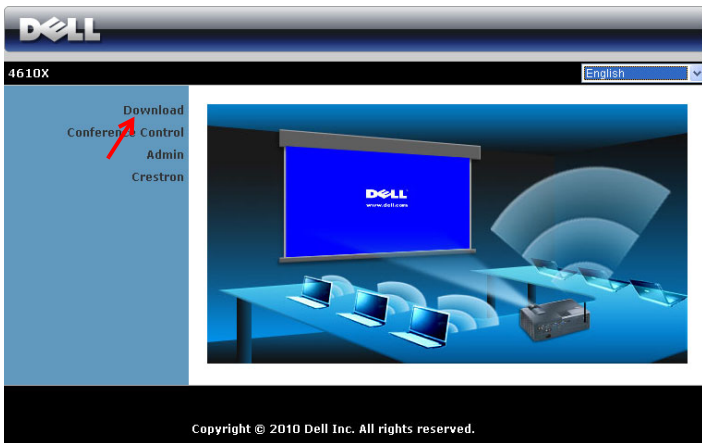 DELL
4610X
English
Download
Conference Control
Admin
Crestron
DELL
www.dell.com
Copyright © 2010 Dell Inc. All rights reserved.